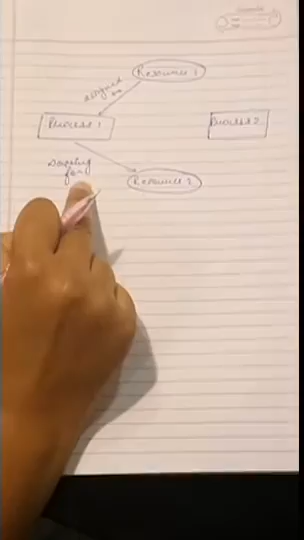 Resource 1
assigned
to
Process 1
Process 2
waiting
for
Resource 2